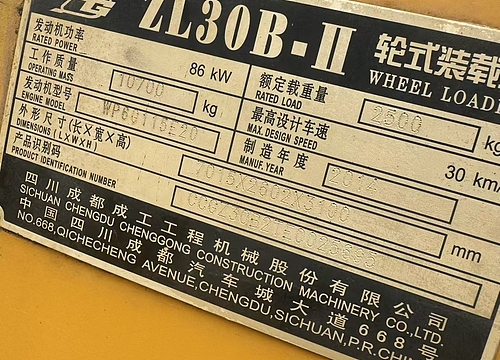 ZL30B-II 轮式装载
WHEEL LOAD
发动机功率 86 kW 额定载重量 2500 kg
RATED POWER RATED LOAD
工作质量 10700 kg 最高设计车速 30 km
OPERATING MASS MAX. DESIGN SPEED
发动机型号 制造年度
ENGINE MODEL MANUF. YEAR
外形尺寸(长X宽X高) mm
DIMENSIONS (LXWXH)
产品识别码
PRODUCT IDENTIFICATION NUMBER
四川成都成工工程机械股份有限公司
SICHUAN CHENGDU CHENGGONG CONSTRUCTION MACHINERY CO.,LTD.
中国四川成都汽车城大道668号
NO.668,QICHECHENG AVENUE,CHENGDU,SICHUAN,P.R.CHI